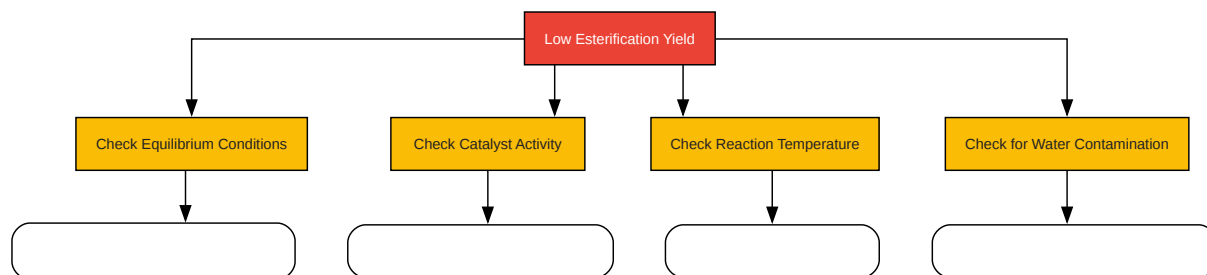 Low Esterification Yield
Check Equilibrium Conditions
Check Catalyst Activity
Check Reaction Temperature
Check for Water Contamination